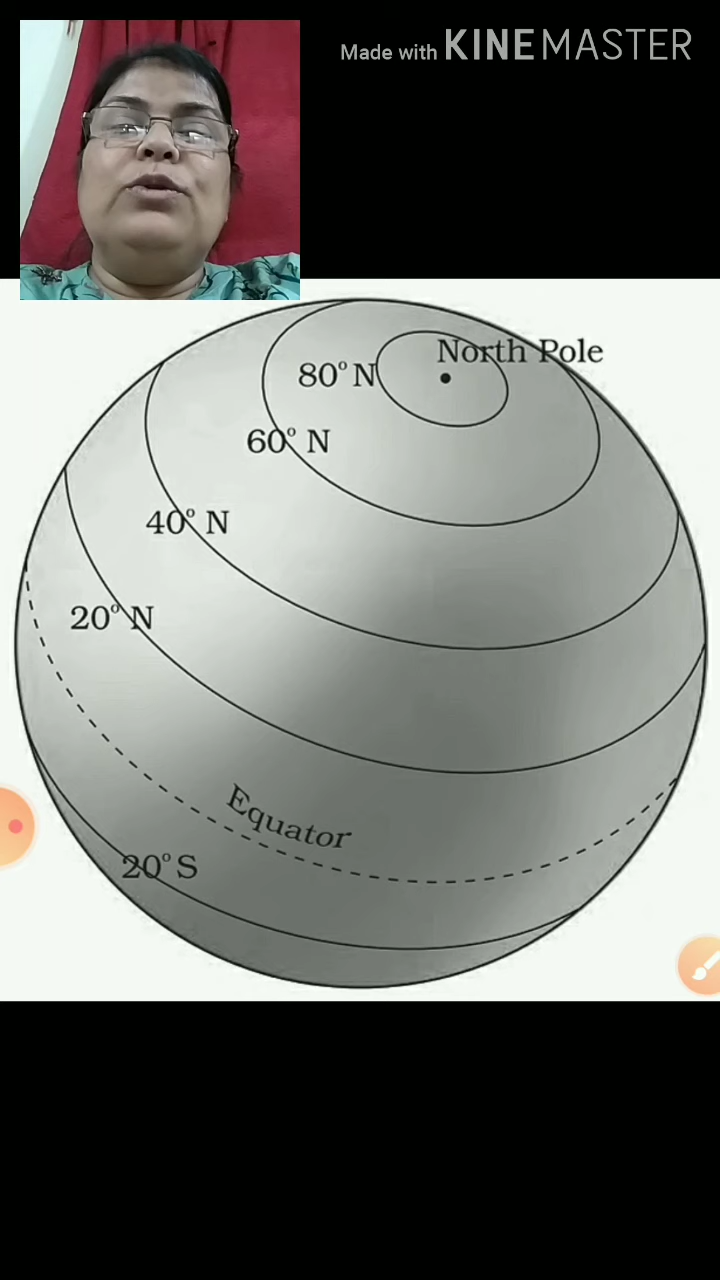 Made with KINEMASTER
North Pole
80° N
60° N
40° N
20° N
Equator
20° S